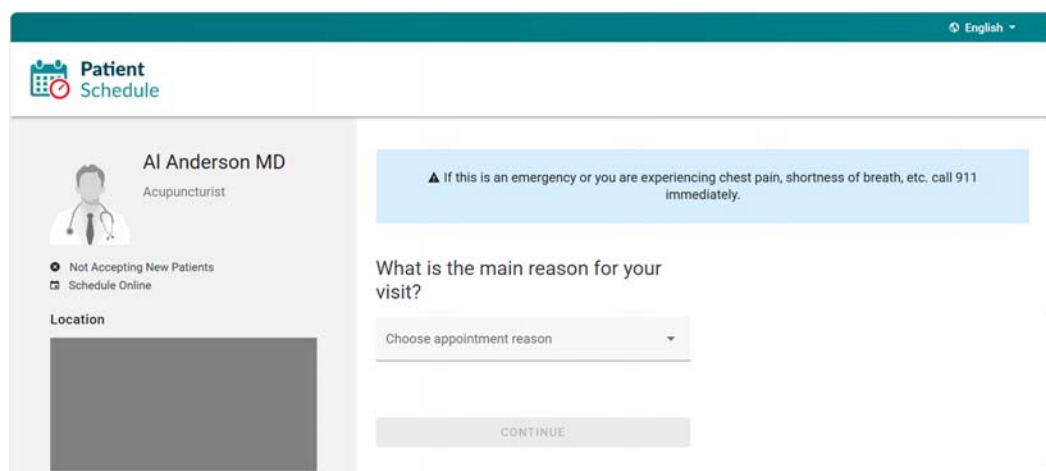 English
Patient
Schedule
Al Anderson MD
Acupuncturist
Not Accepting New Patients
Schedule Online
Location
If this is an emergency or you are experiencing chest pain, shortness of breath, etc. call 911
immediately.
What is the main reason for your
visit?
Choose appointment reason
CONTINUE